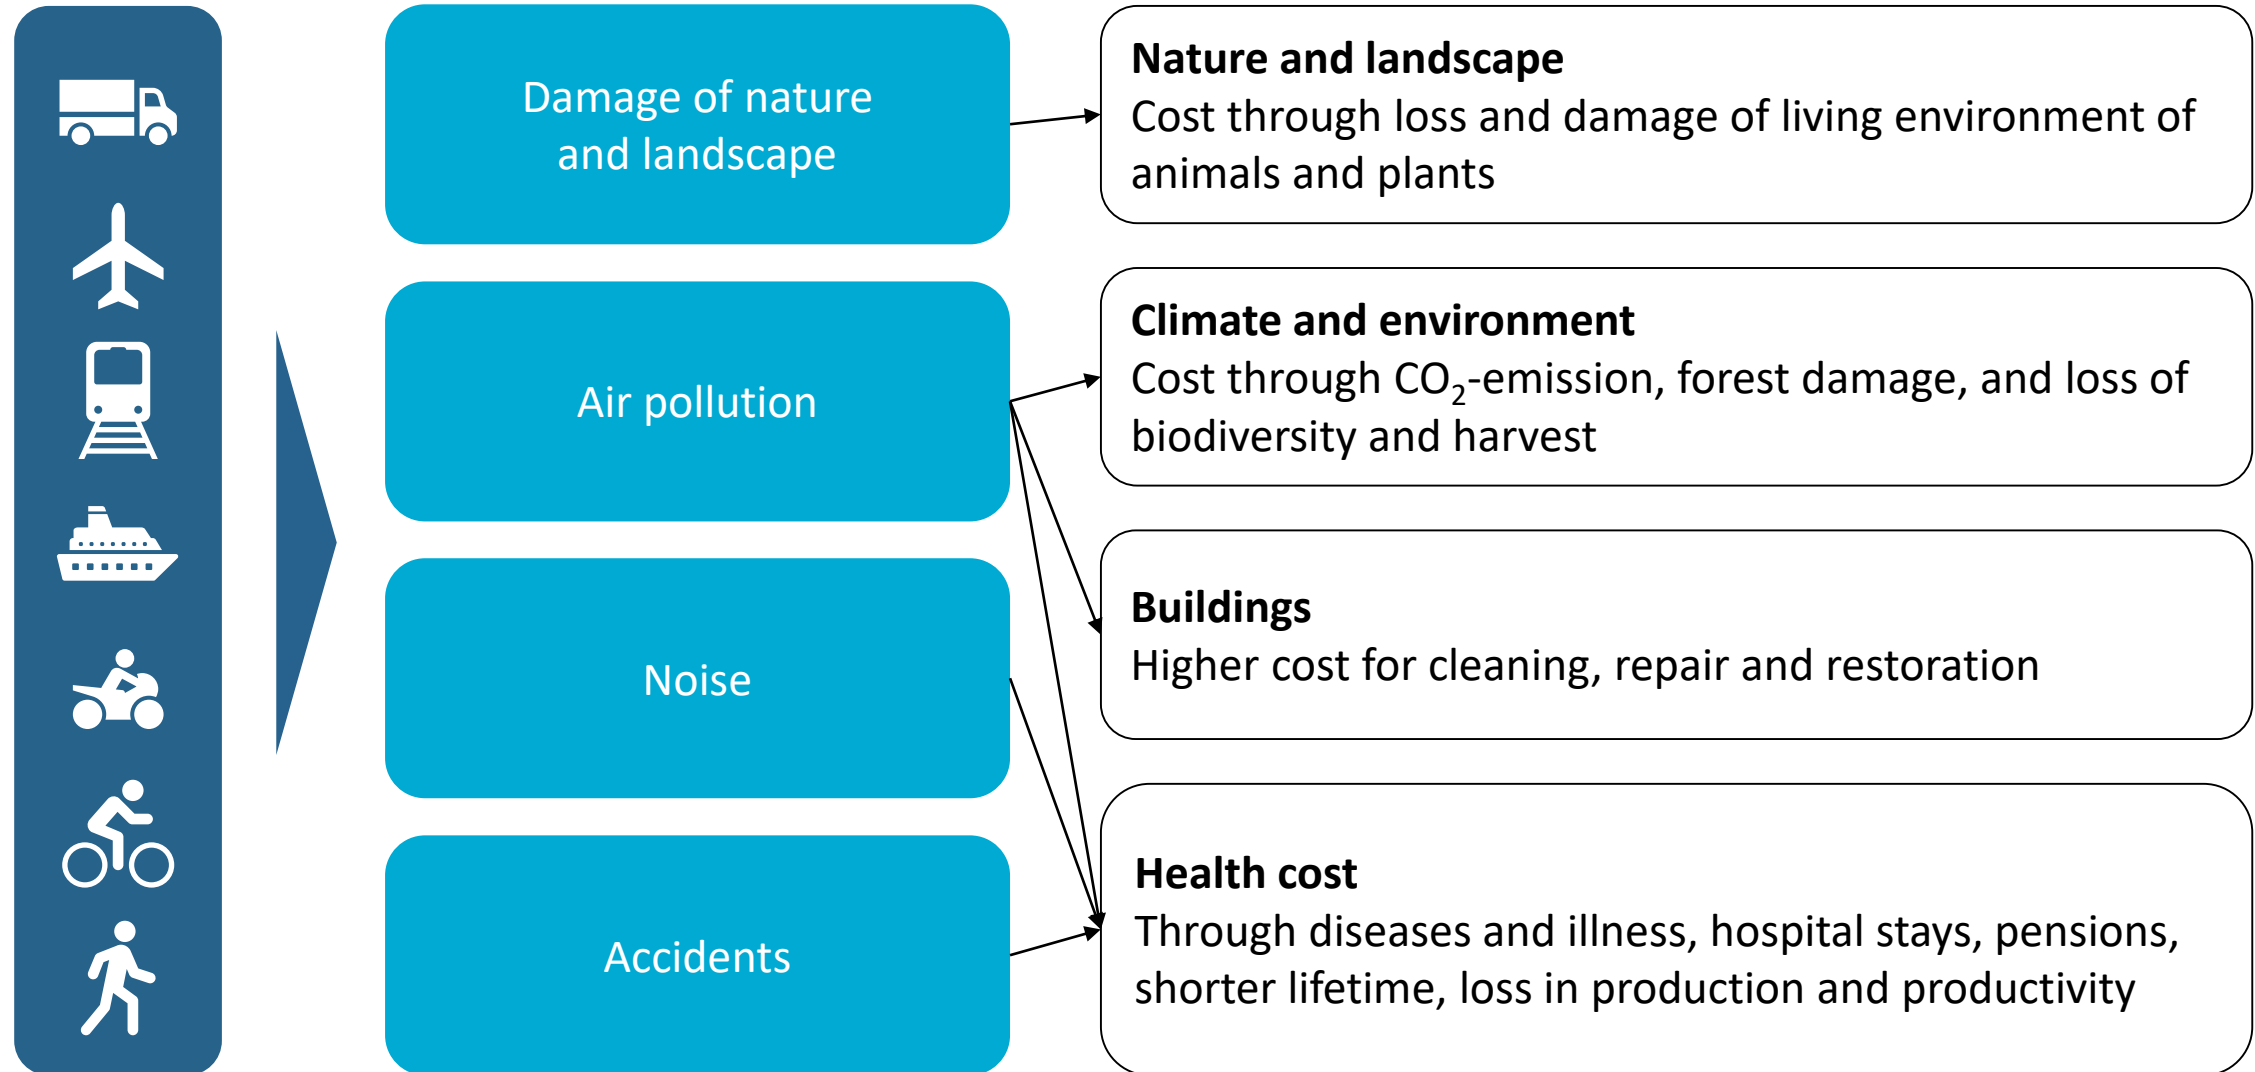 Damage of nature
and landscape
Nature and landscape
Cost through loss and damage of living environment of
animals and plants
Air pollution
Climate and environment
Cost through CO₂-emission, forest damage, and loss of
biodiversity and harvest
Noise
Buildings
Higher cost for cleaning, repair and restoration
Accidents
Health cost
Through diseases and illness, hospital stays, pensions,
shorter lifetime, loss in production and productivity